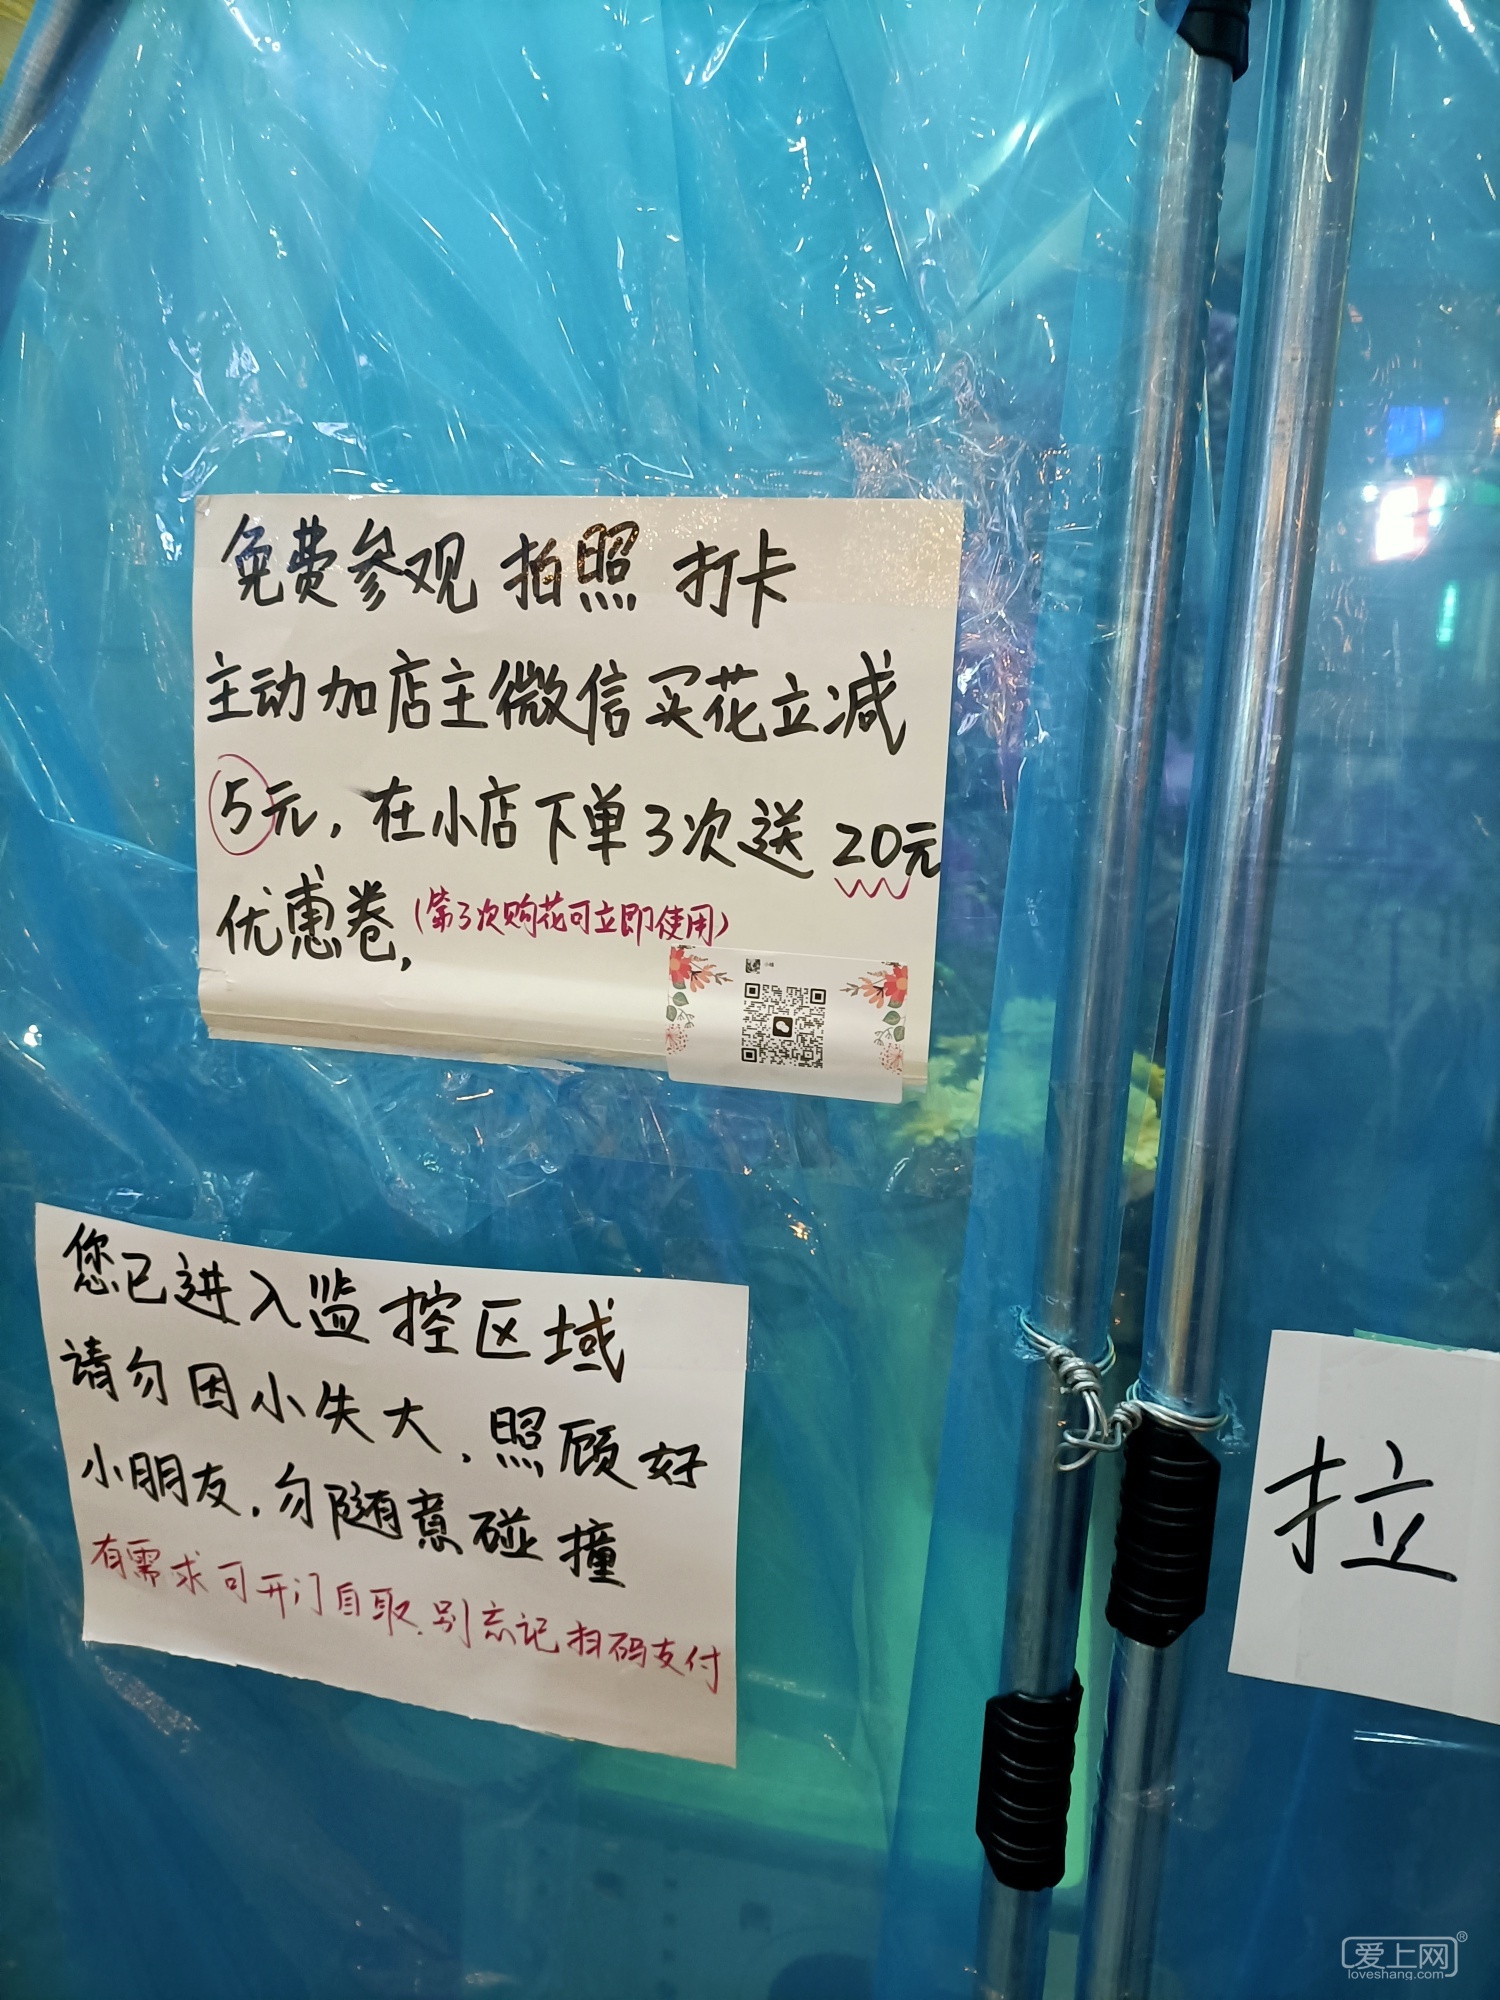 免费参观 拍照 打卡
主动加店主微信买花立减
5元，在小店下单3次送20元
优惠卷，(第3次购花可立即使用)
您已进入监控区域
请勿因小失大，照顾好
小朋友，勿随意碰撞
有需求可开门自取，别忘记扫码支付
拉
爱上网®
loveshang.com